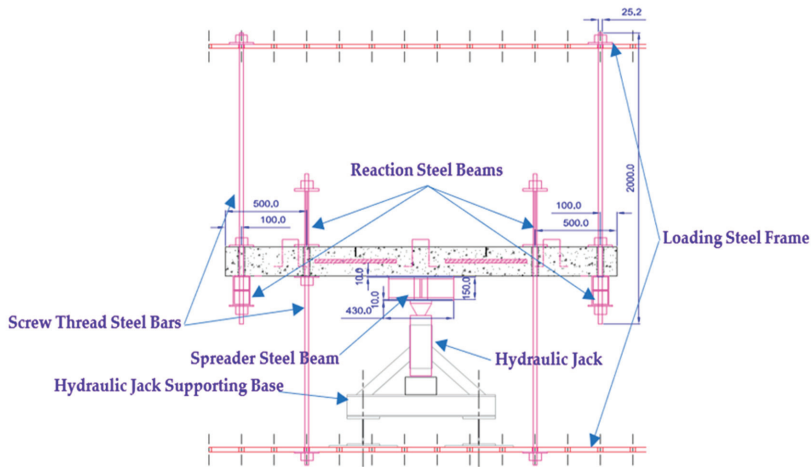 25.2
Reaction Steel Beams
2000.0
500.0
100.0
100.0
500.0
Loading Steel Frame
10.0
150.0
10.0
430.0
Screw Thread Steel Bars
Spreader Steel Beam
Hydraulic Jack
Hydraulic Jack Supporting Base